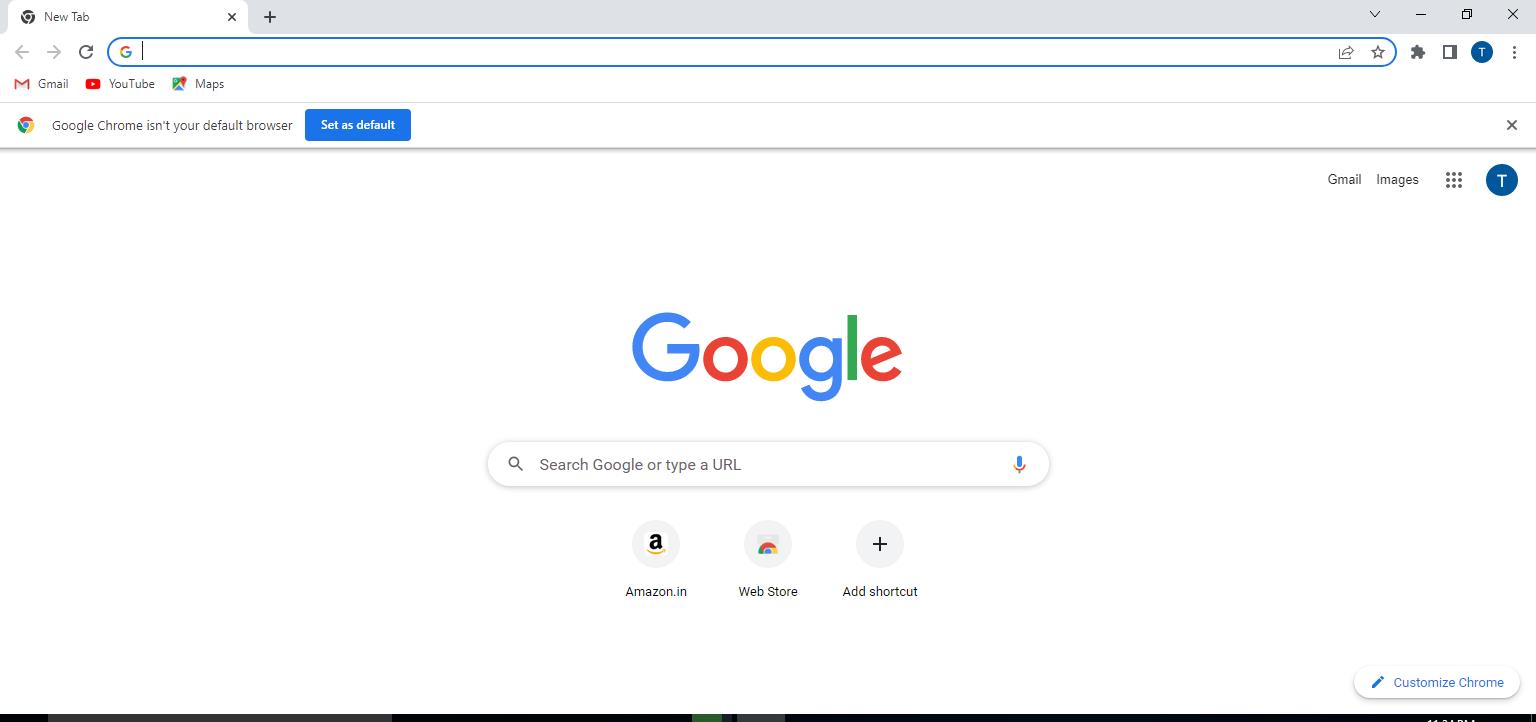 New Tab
Gmail YouTube Maps
Google Chrome isn't your default browser Set as default
Gmail Images T
Google
Search Google or type a URL
Amazon.in Web Store Add shortcut
Customize Chrome